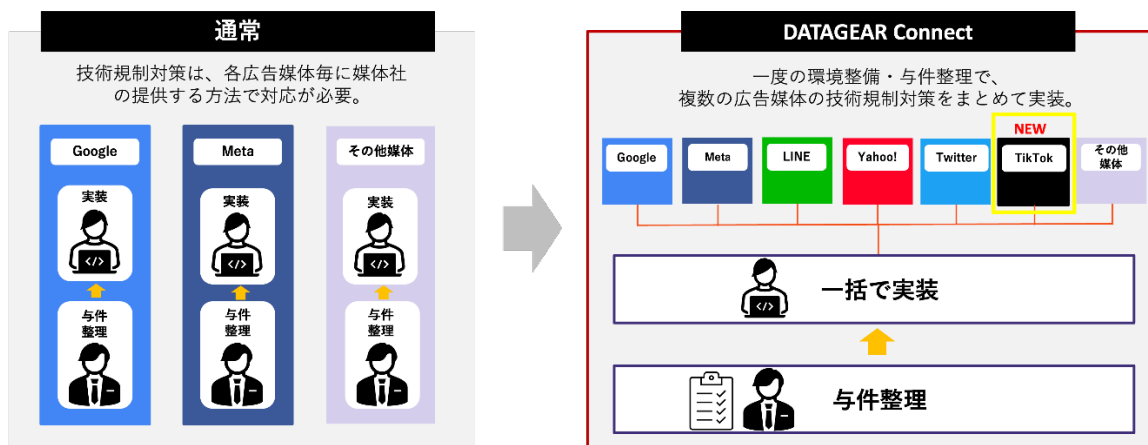 通常
技術規制対策は、各広告媒体毎に媒体社
の提供する方法で対応が必要。
Google
実装
</>
与件
整理
Meta
実装
</>
与件
整理
その他媒体
実装
</>
与件
整理
DATAGEAR Connect
一度の環境整備・与件整理で、
複数の広告媒体の技術規制対策をまとめて実装。
NEW
Google
Meta
LINE
Yahoo!
Twitter
TikTok
その他
媒体
</>
一括で実装
与件整理